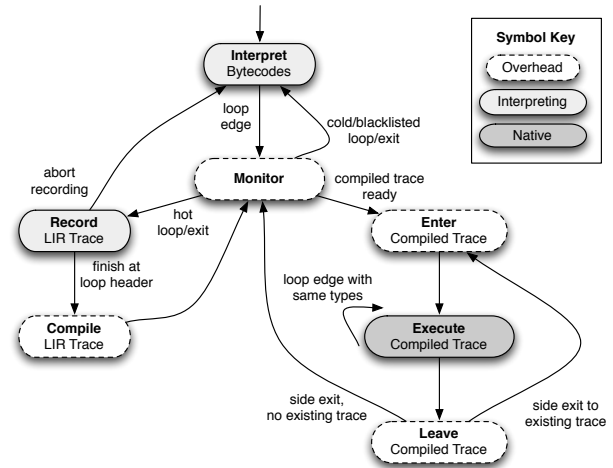 Symbol Key
Overhead
Interpreting
Native
Interpret
Bytecodes
loop
edge
cold/blacklisted
loop/exit
abort
recording
Monitor
compiled trace
ready
Record
LIR Trace
hot
loop/exit
Enter
Compiled Trace
finish at
loop header
loop edge with
same types
Compile
LIR Trace
Execute
Compiled Trace
side exit,
no existing trace
side exit to
existing trace
Leave
Compiled Trace